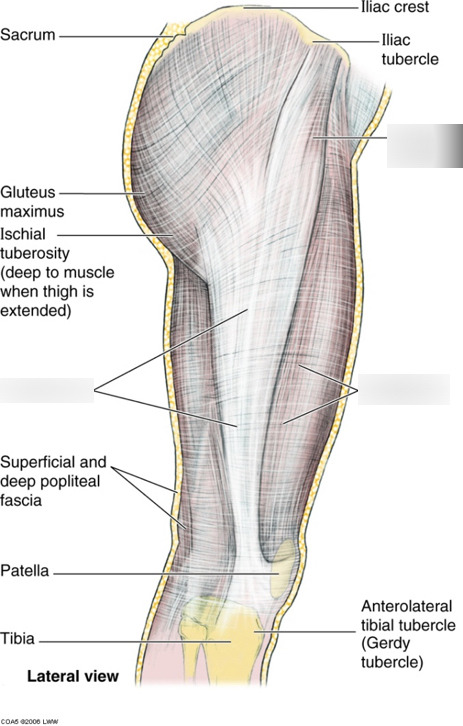 Iliac crest
Sacrum
Iliac
tubercle
Gluteus
maximus
Ischial
tuberosity
(deep to muscle
when thigh is
extended)
Superficial and
deep popliteal
fascia
Patella
Anterolateral
tibial tubercle
(Gerdy
tubercle)
Tibia
Lateral view
COA5 ©2006 LWW